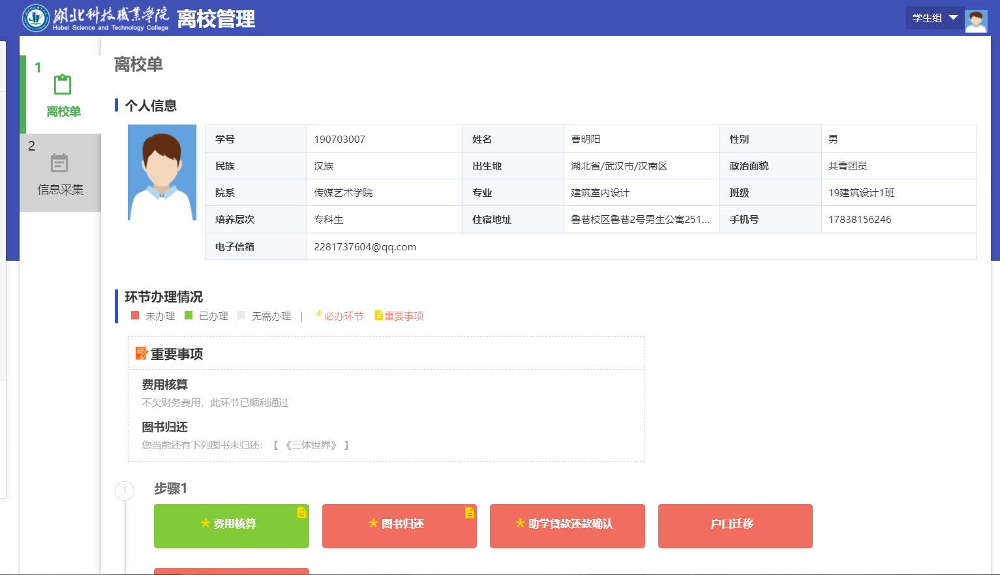 湖北科技職業学院 离校管理
Hubei Science and Technology College
学生组
1
离校单
2
信息采集
离校单
个人信息
学号 190703007 姓名 曹明阳 性别 男
民族 汉族 出生地 湖北省/武汉市/汉南区 政治面貌 共青团员
院系 传媒艺术学院 专业 建筑室内设计 班级 19建筑设计1班
培养层次 专科生 住宿地址 鲁巷校区鲁巷2号男生公寓251... 手机号 17838156246
电子信箱 2281737604@qq.com
环节办理情况
未办理 已办理 无需办理 | *必办环节 重要事项
重要事项
费用核算
不欠财务费用，此环节已顺利通过
图书归还
您当前还有下列图书未归还：【 《三体世界》 】
1 步骤1
* 费用核算 * 图书归还 * 助学贷款还款确认 户口迁移